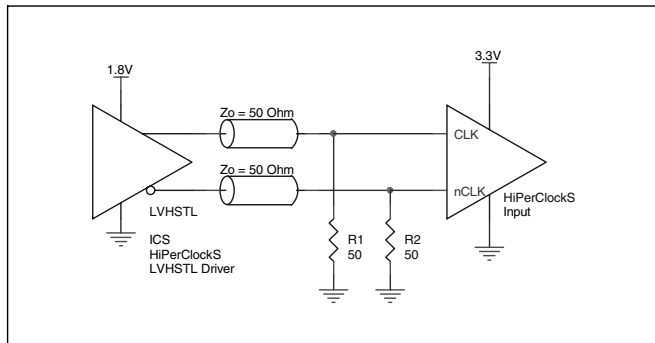 1.8V
3.3V
Zo = 50 Ohm
CLK
Zo = 50 Ohm
nCLK
HiPerClockS
Input
LVHSTL
ICS
HiPerClockS
LVHSTL Driver
R1
50
R2
50